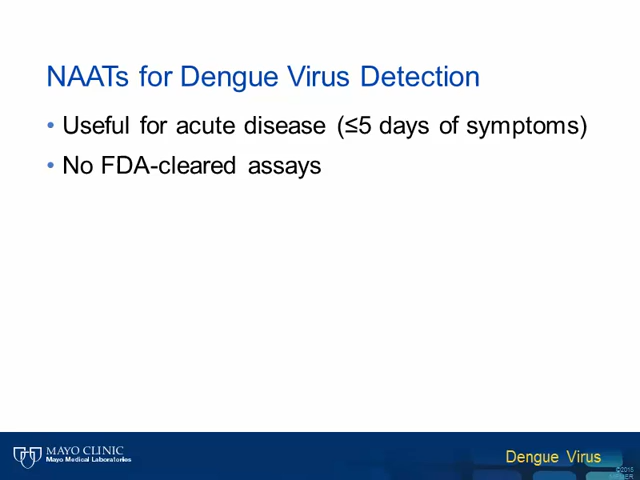 NAATs for Dengue Virus Detection
• Useful for acute disease (≤5 days of symptoms)
• No FDA-cleared assays
MAYO CLINIC
Mayo Medical Laboratories
Dengue Virus